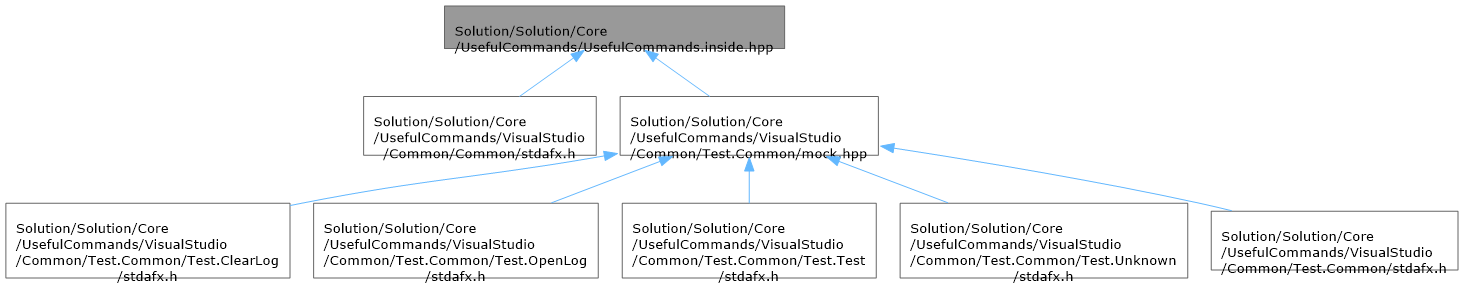 Solution/Solution/Core
/UsefulCommands/UsefulCommands.inside.hpp
Solution/Solution/Core
/UsefulCommands/VisualStudio
/Common/Common/stdafx.h
Solution/Solution/Core
/UsefulCommands/VisualStudio
/Common/Test.Common/mock.hpp
Solution/Solution/Core
/UsefulCommands/VisualStudio
/Common/Test.Common/Test.ClearLog
/stdafx.h
Solution/Solution/Core
/UsefulCommands/VisualStudio
/Common/Test.Common/Test.OpenLog
/stdafx.h
Solution/Solution/Core
/UsefulCommands/VisualStudio
/Common/Test.Common/Test.Test
/stdafx.h
Solution/Solution/Core
/UsefulCommands/VisualStudio
/Common/Test.Common/Test.Unknown
/stdafx.h
Solution/Solution/Core
/UsefulCommands/VisualStudio
/Common/Test.Common/stdafx.h